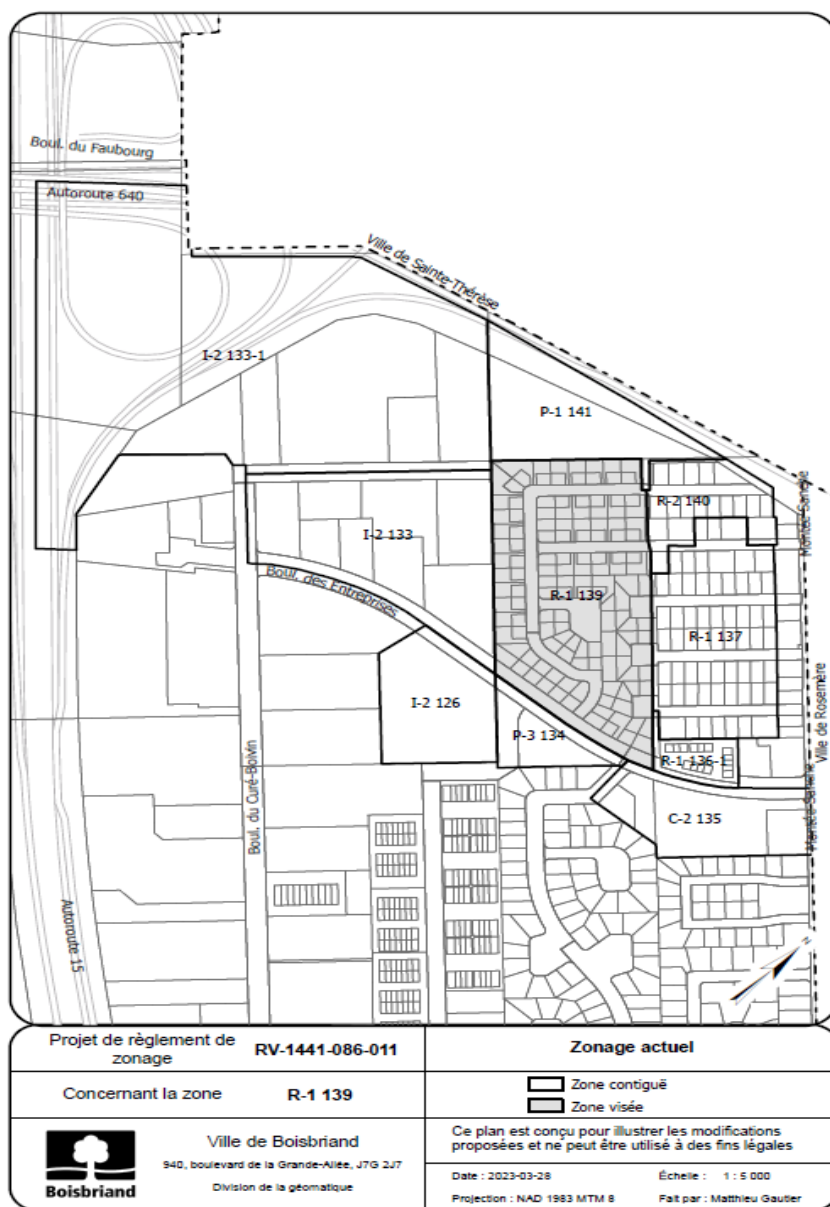 Boul. du Faubourg
Autoroute 640
Ville de Sainte-Thérèse
I-2 133-1
P-1 141
R-2 140
Montée Sanche
I-2 133
Boul. des Entreprises
R-1 139
R-1 137
Ville de Rosemère
I-2 126
P-3 134
R-1 136-1
Montée Sanche
Boul. du Curé-Boivin
C-2 135
Autoroute 15
N
Projet de règlement de zonage RV-1441-086-011
Concernant la zone R-1 139
Boisbriand
Ville de Boisbriand
940, boulevard de la Grande-Allée, J7G 2J7
Division de la géomatique
Zonage actuel
Zone contiguë
Zone visée
Ce plan est conçu pour illustrer les modifications
proposées et ne peut être utilisé à des fins légales
Date : 2023-03-28 Échelle : 1 : 5 000
Projection : NAD 1983 MTM 8 Fait par : Matthieu Gautier